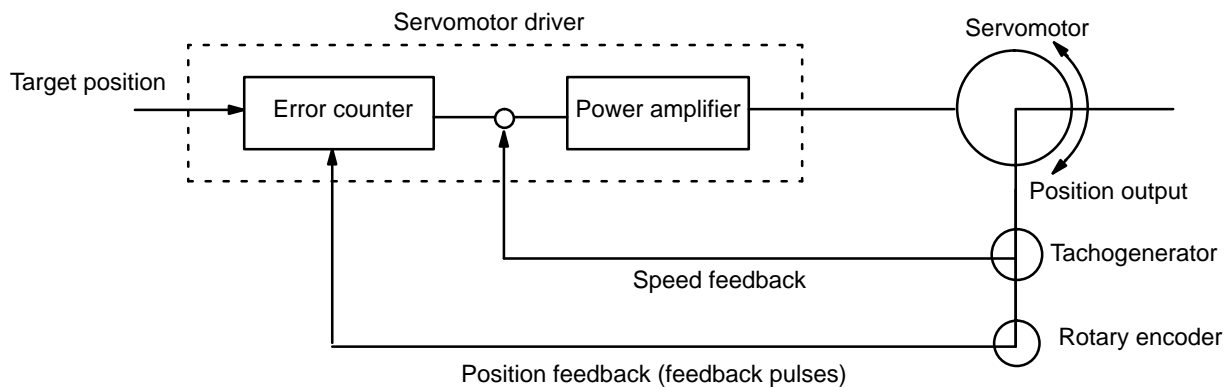 Servomotor driver
Servomotor
Target position
Error counter
Power amplifier
Position output
Tachogenerator
Speed feedback
Rotary encoder
Position feedback (feedback pulses)